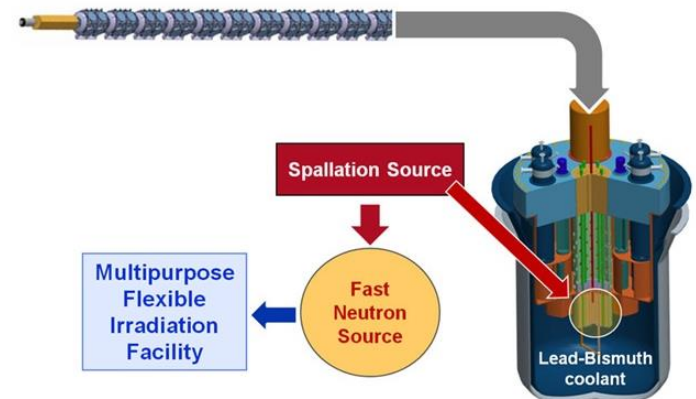 Spallation Source
Multipurpose
Flexible
Irradiation
Facility
Fast
Neutron
Source
Lead-Bismuth
coolant